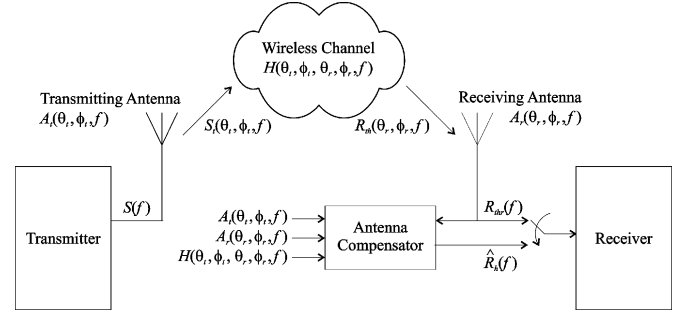 Wireless Channel
H(θt, ϕt, θr, ϕr, f)
Transmitting Antenna
At(θt, ϕt, f)
St(θt, ϕt, f)
Rth(θr, ϕr, f)
Receiving Antenna
Ar(θr, ϕr, f)
S(f)
Transmitter
At(θt, ϕt, f)
Ar(θr, ϕr, f)
H(θt, ϕt, θr, ϕr, f)
Antenna
Compensator
Rthr(f)
R̂h(f)
Receiver